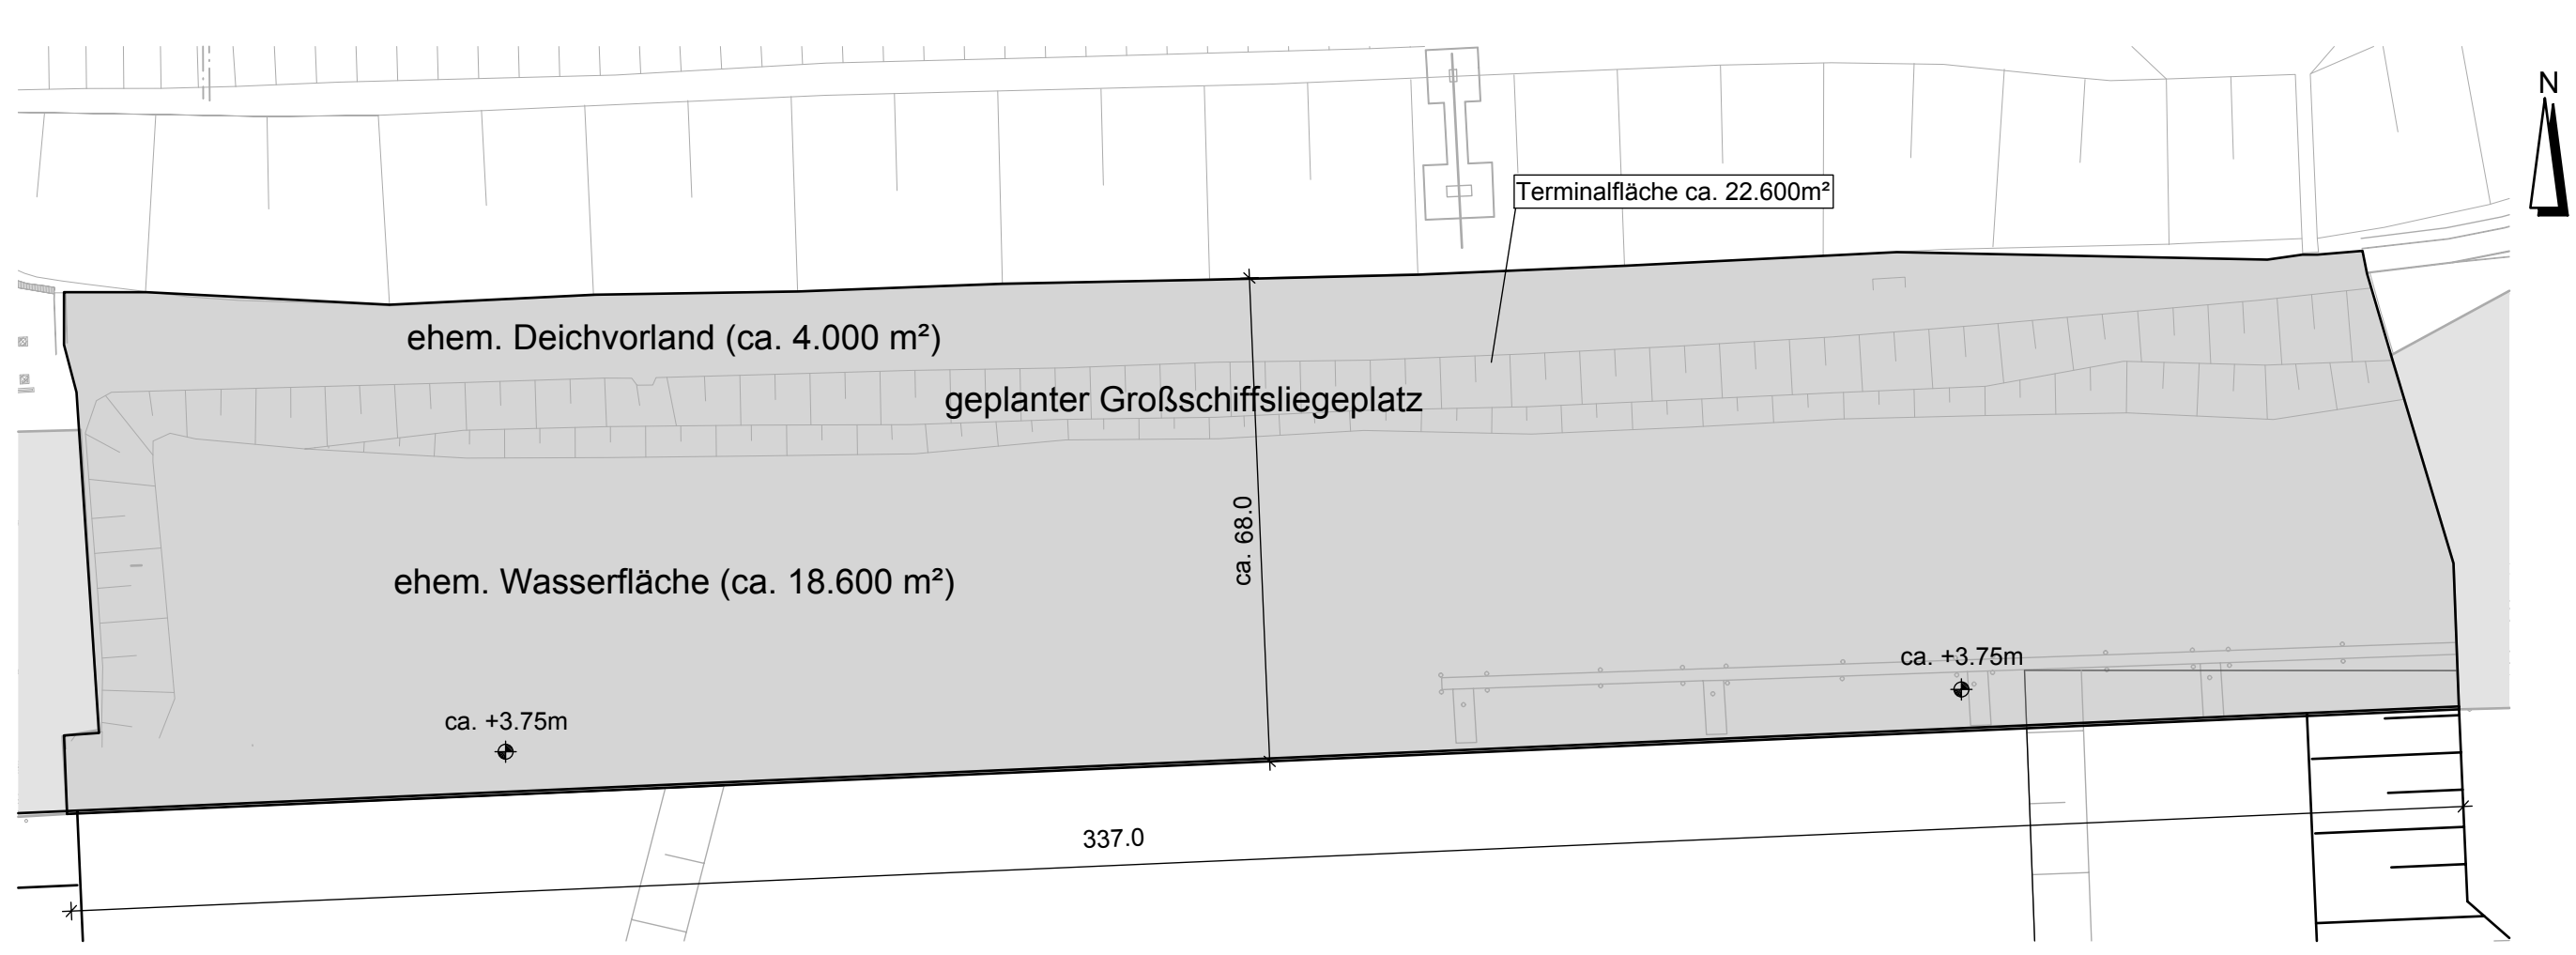 N
Terminalfläche ca. 22.600m²
ehem. Deichvorland (ca. 4.000 m²)
geplanter Großschiffsliegeplatz
ca. 68.0
ehem. Wasserfläche (ca. 18.600 m²)
ca. +3.75m
ca. +3.75m
337.0